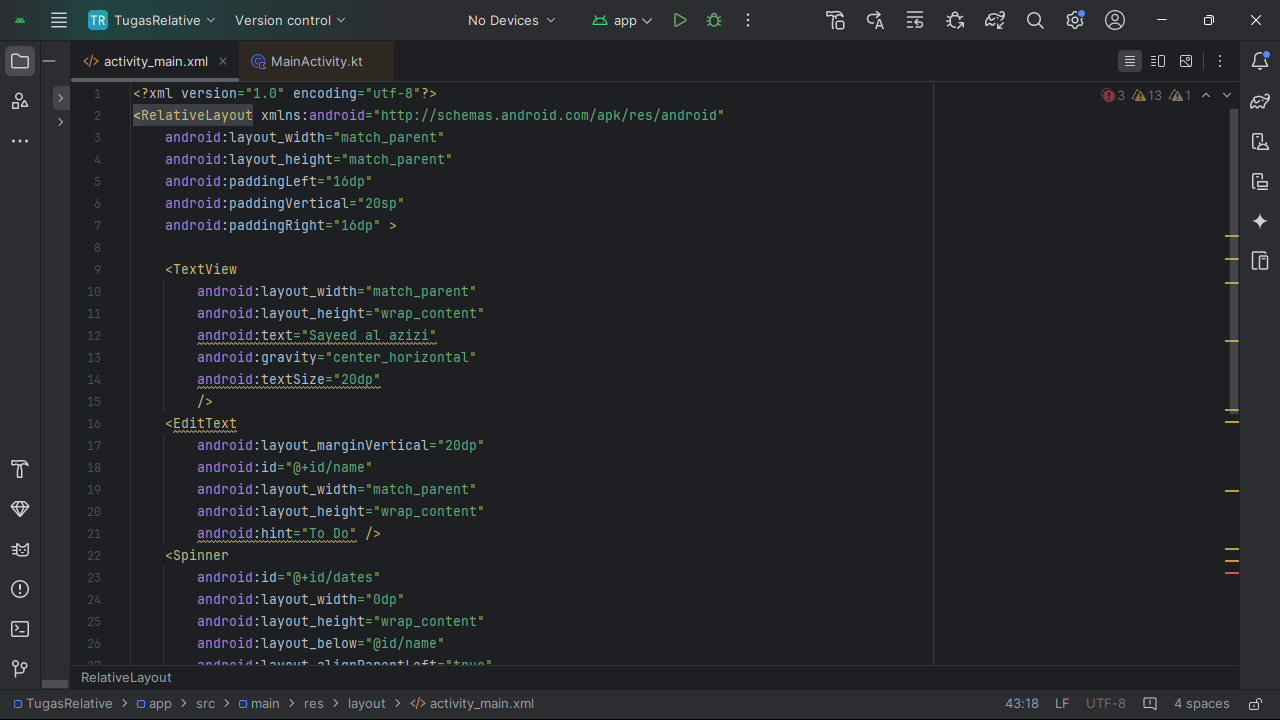 TR TugasRelative Version control No Devices app
activity_main.xml MainActivity.kt
3 13 1
1 <?xml version="1.0" encoding="utf-8"?>
2 <RelativeLayout xmlns:android="http://schemas.android.com/apk/res/android"
3 android:layout_width="match_parent"
4 android:layout_height="match_parent"
5 android:paddingLeft="16dp"
6 android:paddingVertical="20sp"
7 android:paddingRight="16dp" >
8
9 <TextView
10 android:layout_width="match_parent"
11 android:layout_height="wrap_content"
12 android:text="Sayeed al azizi"
13 android:gravity="center_horizontal"
14 android:textSize="20dp"
15 />
16 <EditText
17 android:layout_marginVertical="20dp"
18 android:id="@+id/name"
19 android:layout_width="match_parent"
20 android:layout_height="wrap_content"
21 android:hint="To Do" />
22 <Spinner
23 android:id="@+id/dates"
24 android:layout_width="0dp"
25 android:layout_height="wrap_content"
26 android:layout_below="@id/name"
27 android:layout_alignParentLeft="true"
RelativeLayout
TugasRelative > app > src > main > res > layout > activity_main.xml 43:18 LF UTF-8 4 spaces